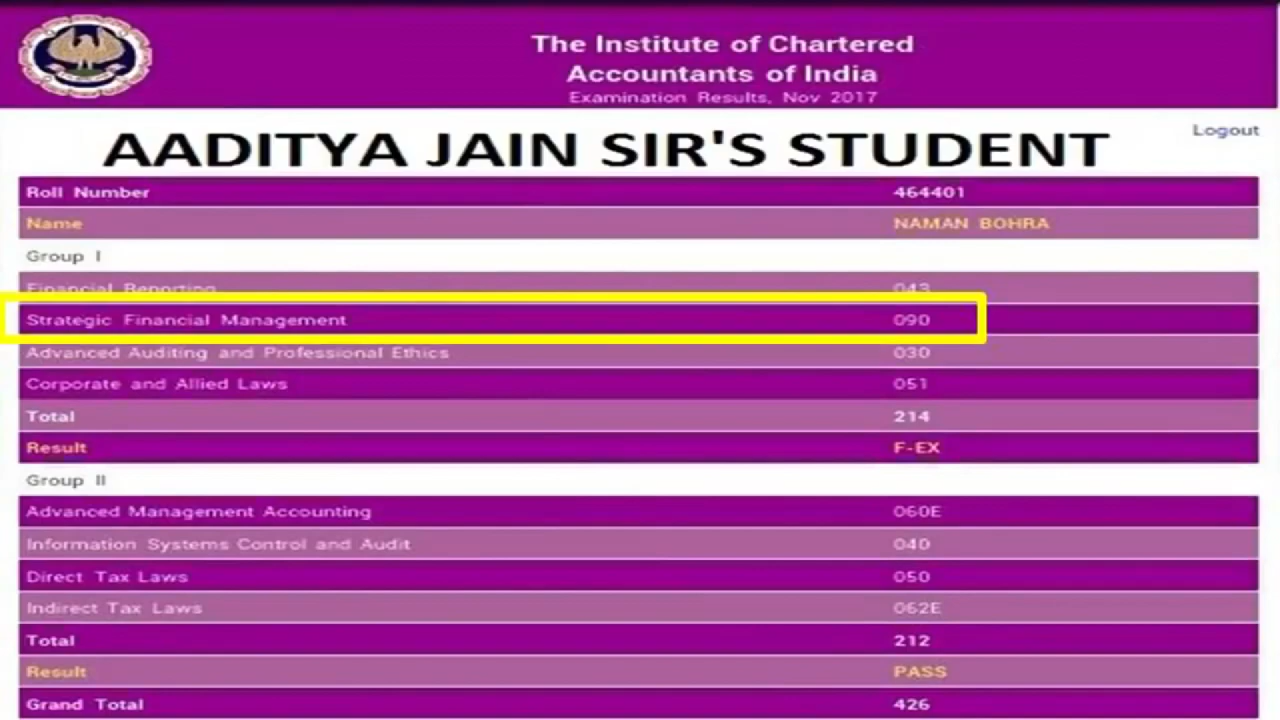 The Institute of Chartered
Accountants of India
Examination Results, Nov 2017
Logout
AADITYA JAIN SIR'S STUDENT
Roll Number 464401
Name NAMAN BOHRA
Group I
Financial Reporting 043
Strategic Financial Management 090
Advanced Auditing and Professional Ethics 030
Corporate and Allied Laws 051
Total 214
Result F-EX
Group II
Advanced Management Accounting 060E
Information Systems Control and Audit 040
Direct Tax Laws 050
Indirect Tax Laws 062E
Total 212
Result PASS
Grand Total 426